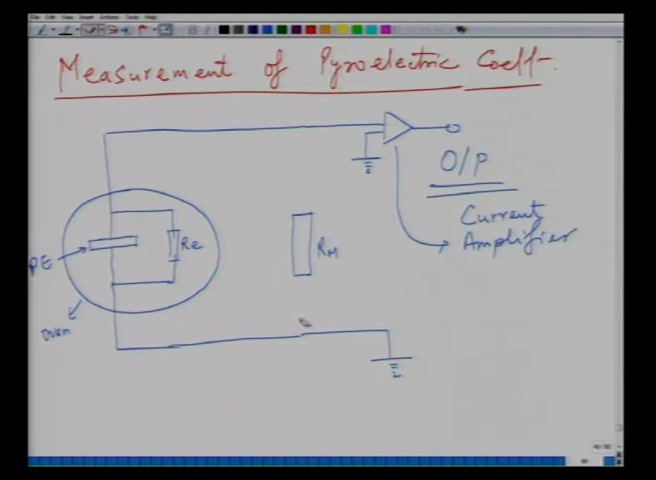 Measurement of Pyroelectric Coeff-.
O/P
Current
Amplifier
PE
Re
RM
Oven